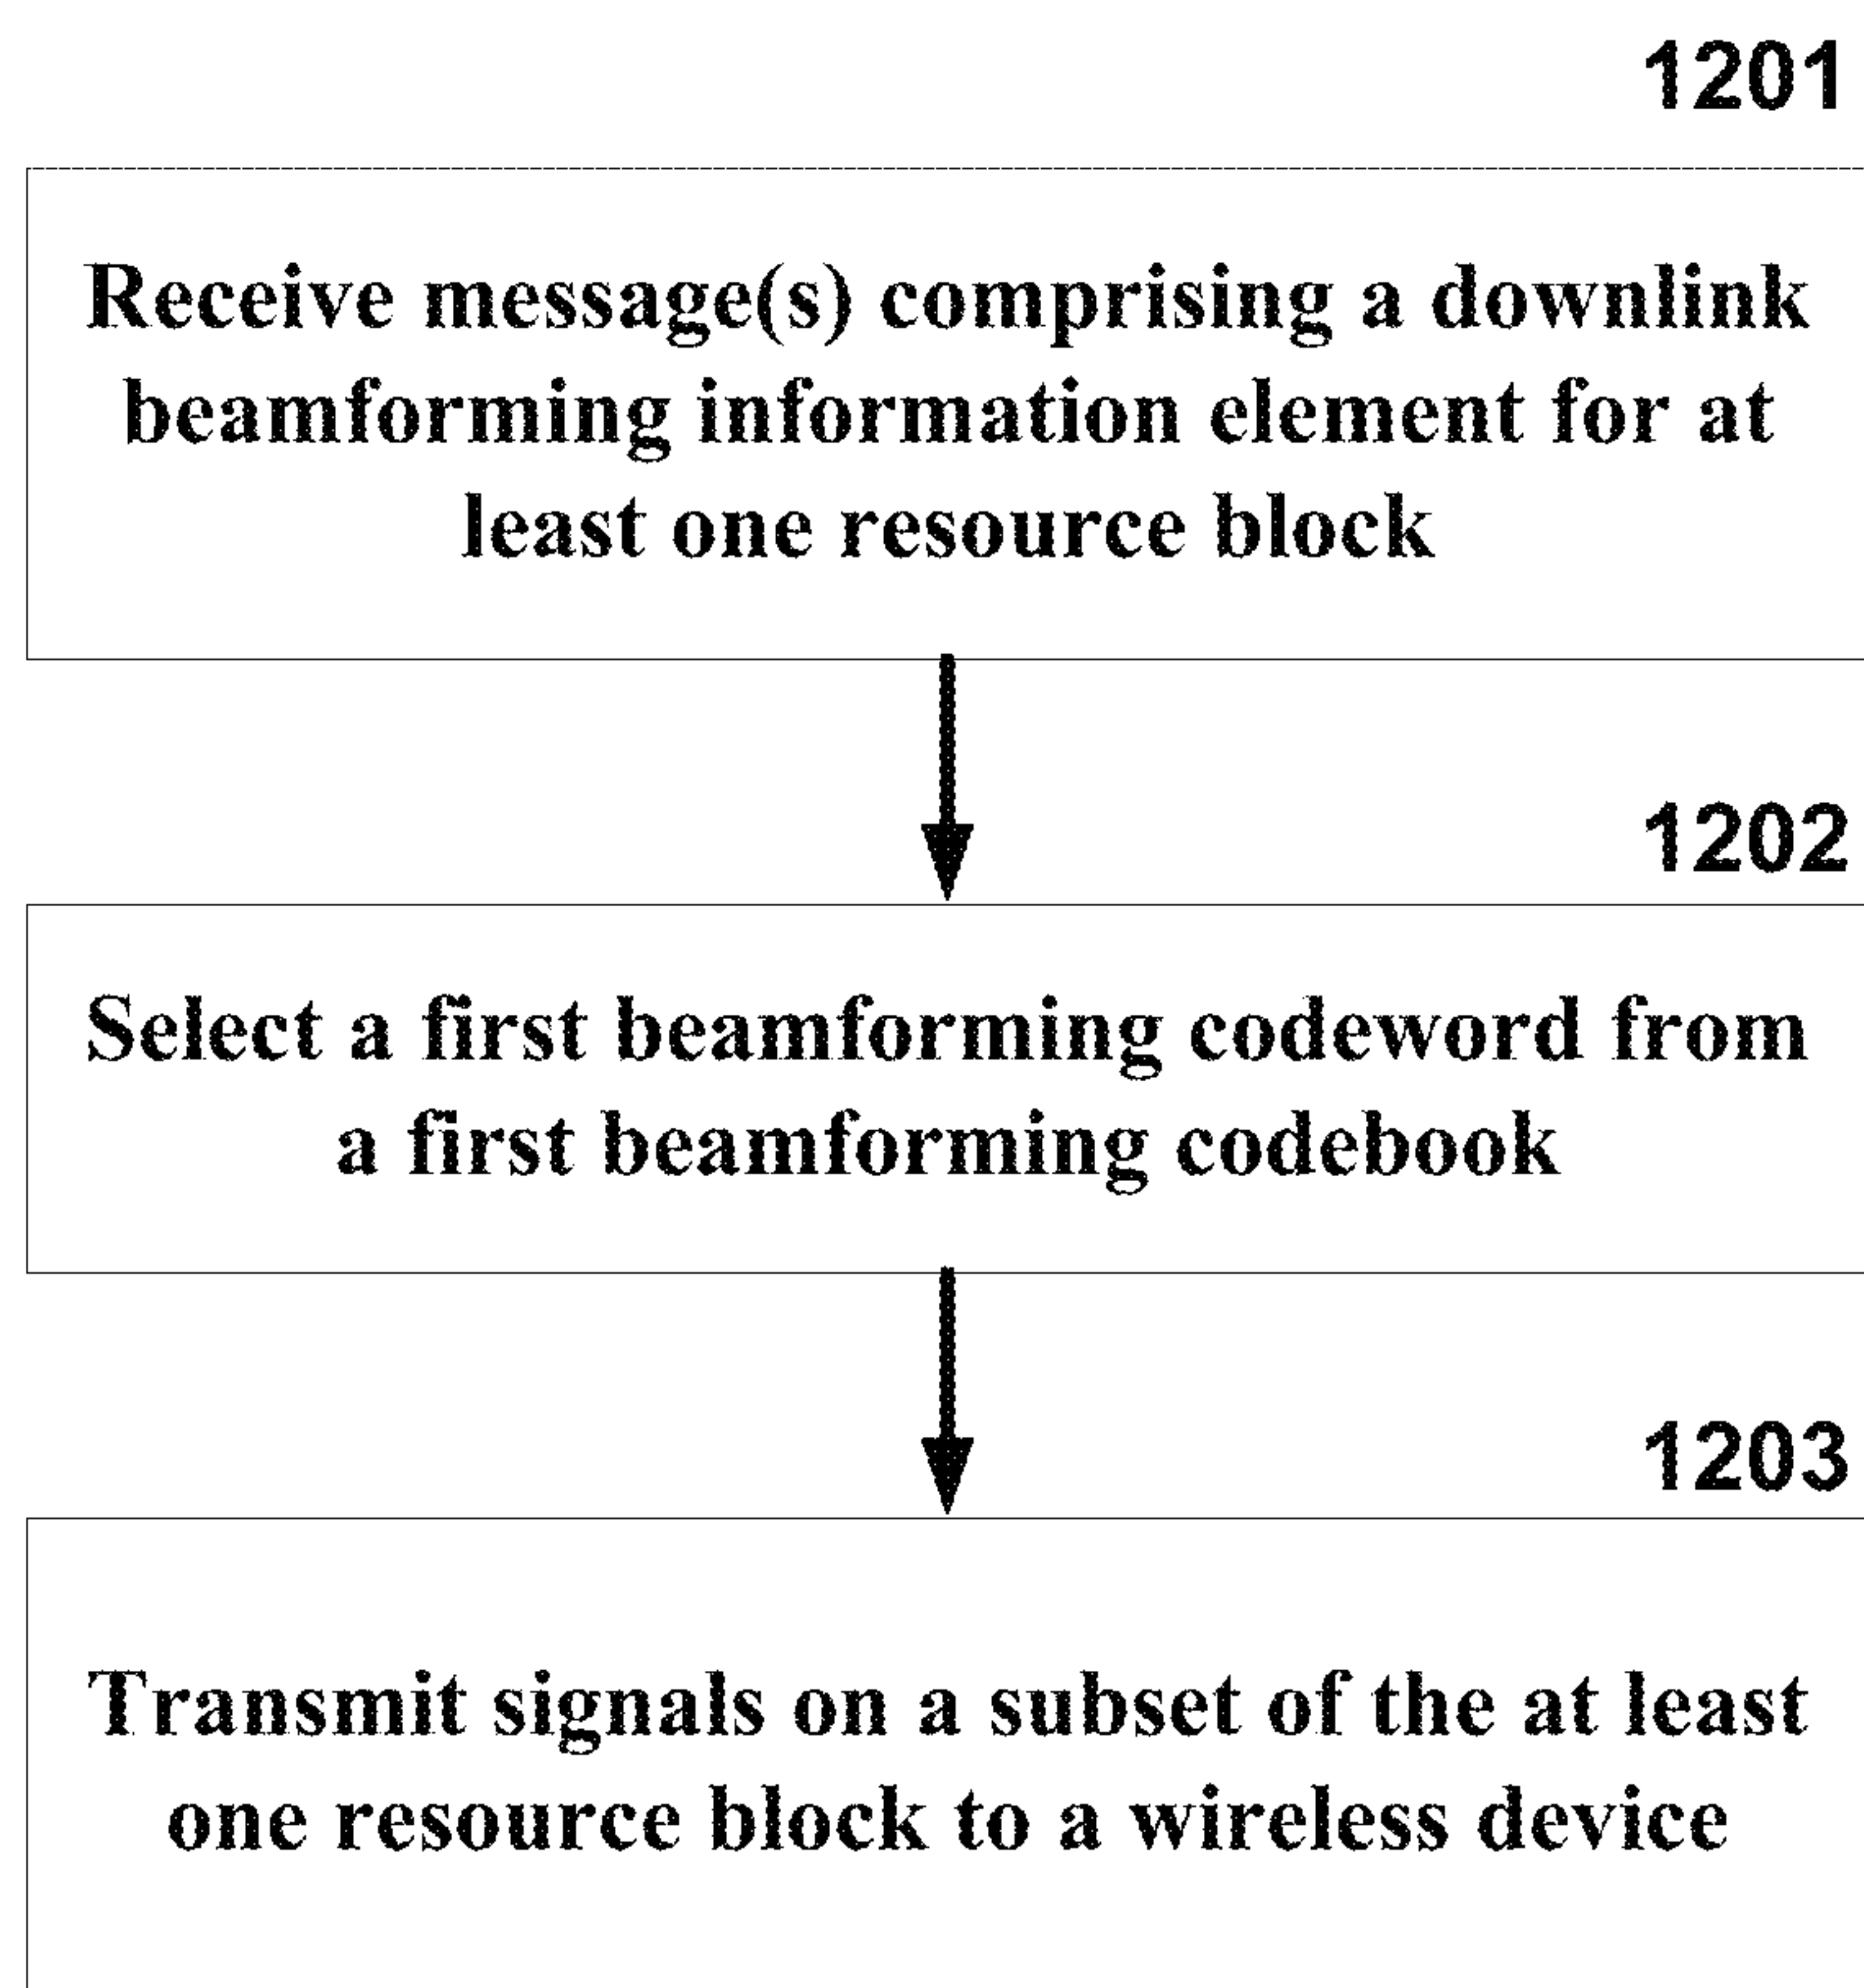 1201
Receive message(s) comprising a downlink
beamforming information element for at
least one resource block
1202
Select a first beamforming codeword from
a first beamforming codebook
1203
Transmit signals on a subset of the at least
one resource block to a wireless device